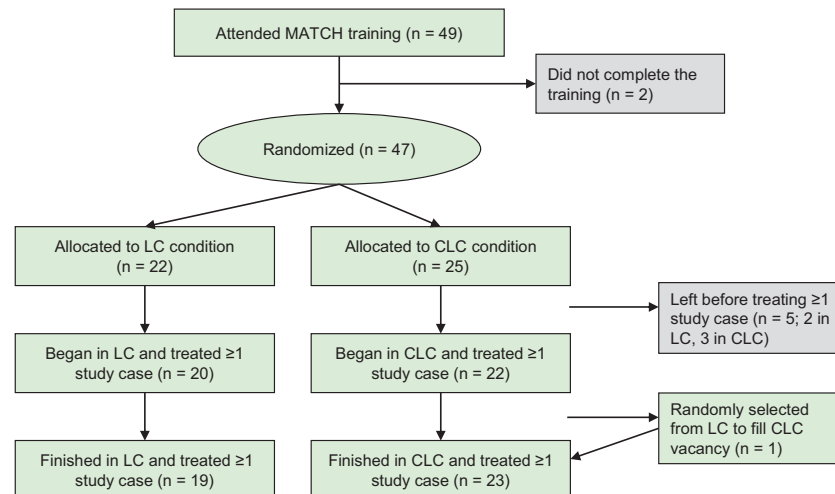 Attended MATCH training (n = 49)
Did not complete the
training (n = 2)
Randomized (n = 47)
Allocated to LC condition
(n = 22)
Allocated to CLC condition
(n = 25)
Left before treating ≥1
study case (n = 5; 2 in
LC, 3 in CLC)
Began in LC and treated ≥1
study case (n = 20)
Began in CLC and treated ≥1
study case (n = 22)
Randomly selected
from LC to fill CLC
vacancy (n = 1)
Finished in LC and treated ≥1
study case (n = 19)
Finished in CLC and treated ≥1
study case (n = 23)